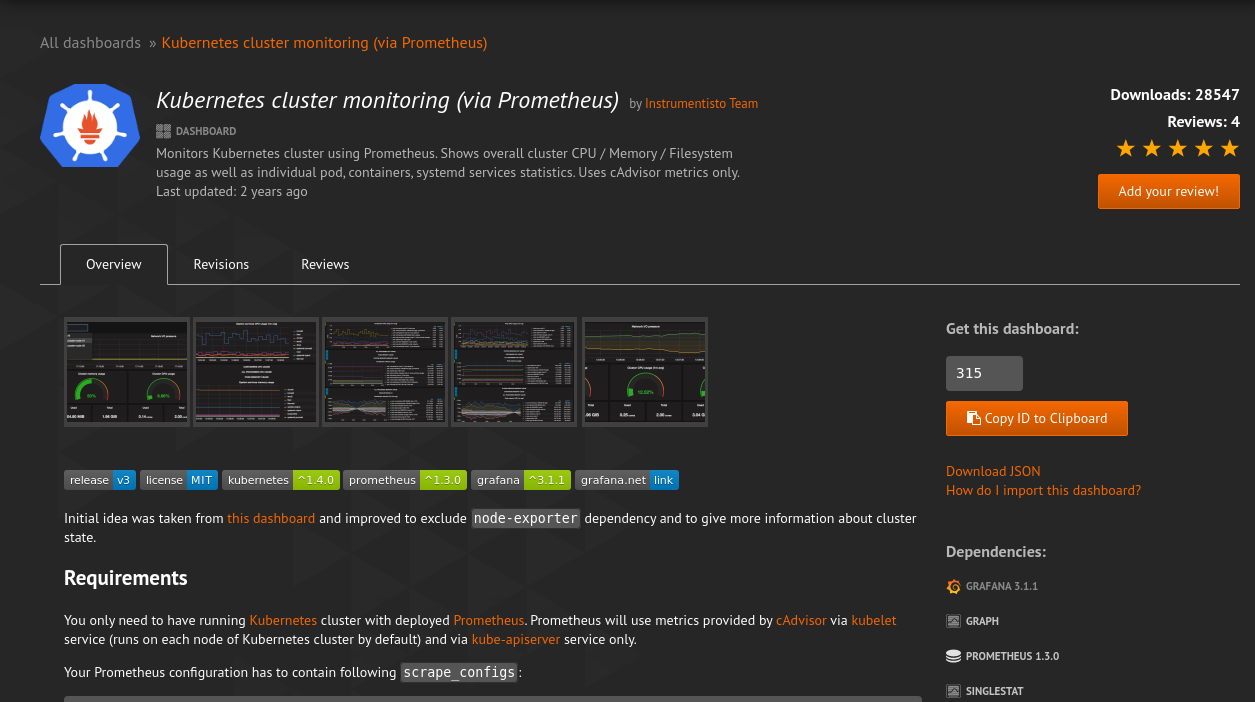 All dashboards » Kubernetes cluster monitoring (via Prometheus)
Kubernetes cluster monitoring (via Prometheus) by Instrumentisto Team
DASHBOARD
Monitors Kubernetes cluster using Prometheus. Shows overall cluster CPU / Memory / Filesystem
usage as well as individual pod, containers, systemd services statistics. Uses cAdvisor metrics only.
Last updated: 2 years ago
Downloads: 28547
Reviews: 4
Add your review!
Overview
Revisions
Reviews
release v3
license MIT
kubernetes ^1.4.0
prometheus ^1.3.0
grafana ^3.1.1
grafana.net link
Initial idea was taken from this dashboard and improved to exclude node-exporter dependency and to give more information about cluster
state.
Requirements
You only need to have running Kubernetes cluster with deployed Prometheus. Prometheus will use metrics provided by cAdvisor via kubelet
service (runs on each node of Kubernetes cluster by default) and via kube-apiserver service only.
Your Prometheus configuration has to contain following scrape_configs:
Get this dashboard:
315
Copy ID to Clipboard
Download JSON
How do I import this dashboard?
Dependencies:
GRAFANA 3.1.1
GRAPH
PROMETHEUS 1.3.0
SINGLESTAT